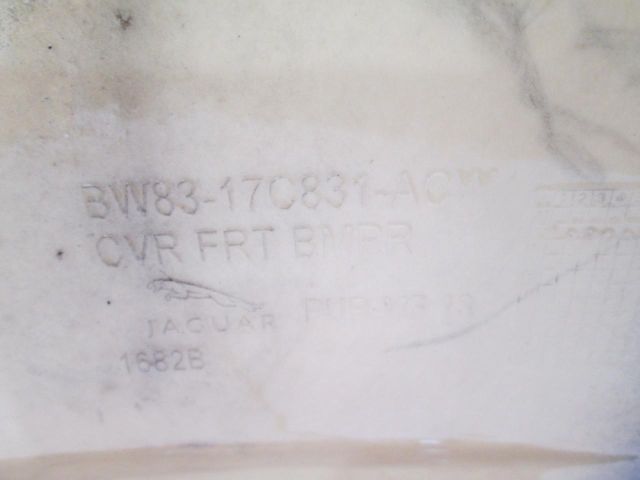 BW83-17C831-AC**
CVR FRT BMPR
JAGUAR
1682B